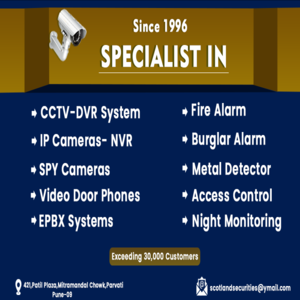 Since 1996
SPECIALIST IN
CCTV-DVR System
IP Cameras- NVR
SPY Cameras
Video Door Phones
EPBX Systems
Fire Alarm
Burglar Alarm
Metal Detector
Access Control
Night Monitoring
Exceeding 30,000 Customers
421,Patil Plaza,Mitramandal Chowk,Parvati
Pune-09
scotlandsecurities@ymail.com